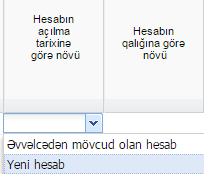 Hesabın
açılma
tarixinə
görə növü
Hesabın
qalığına görə
növü
Əvvəlcədən mövcud olan hesab
Yeni hesab